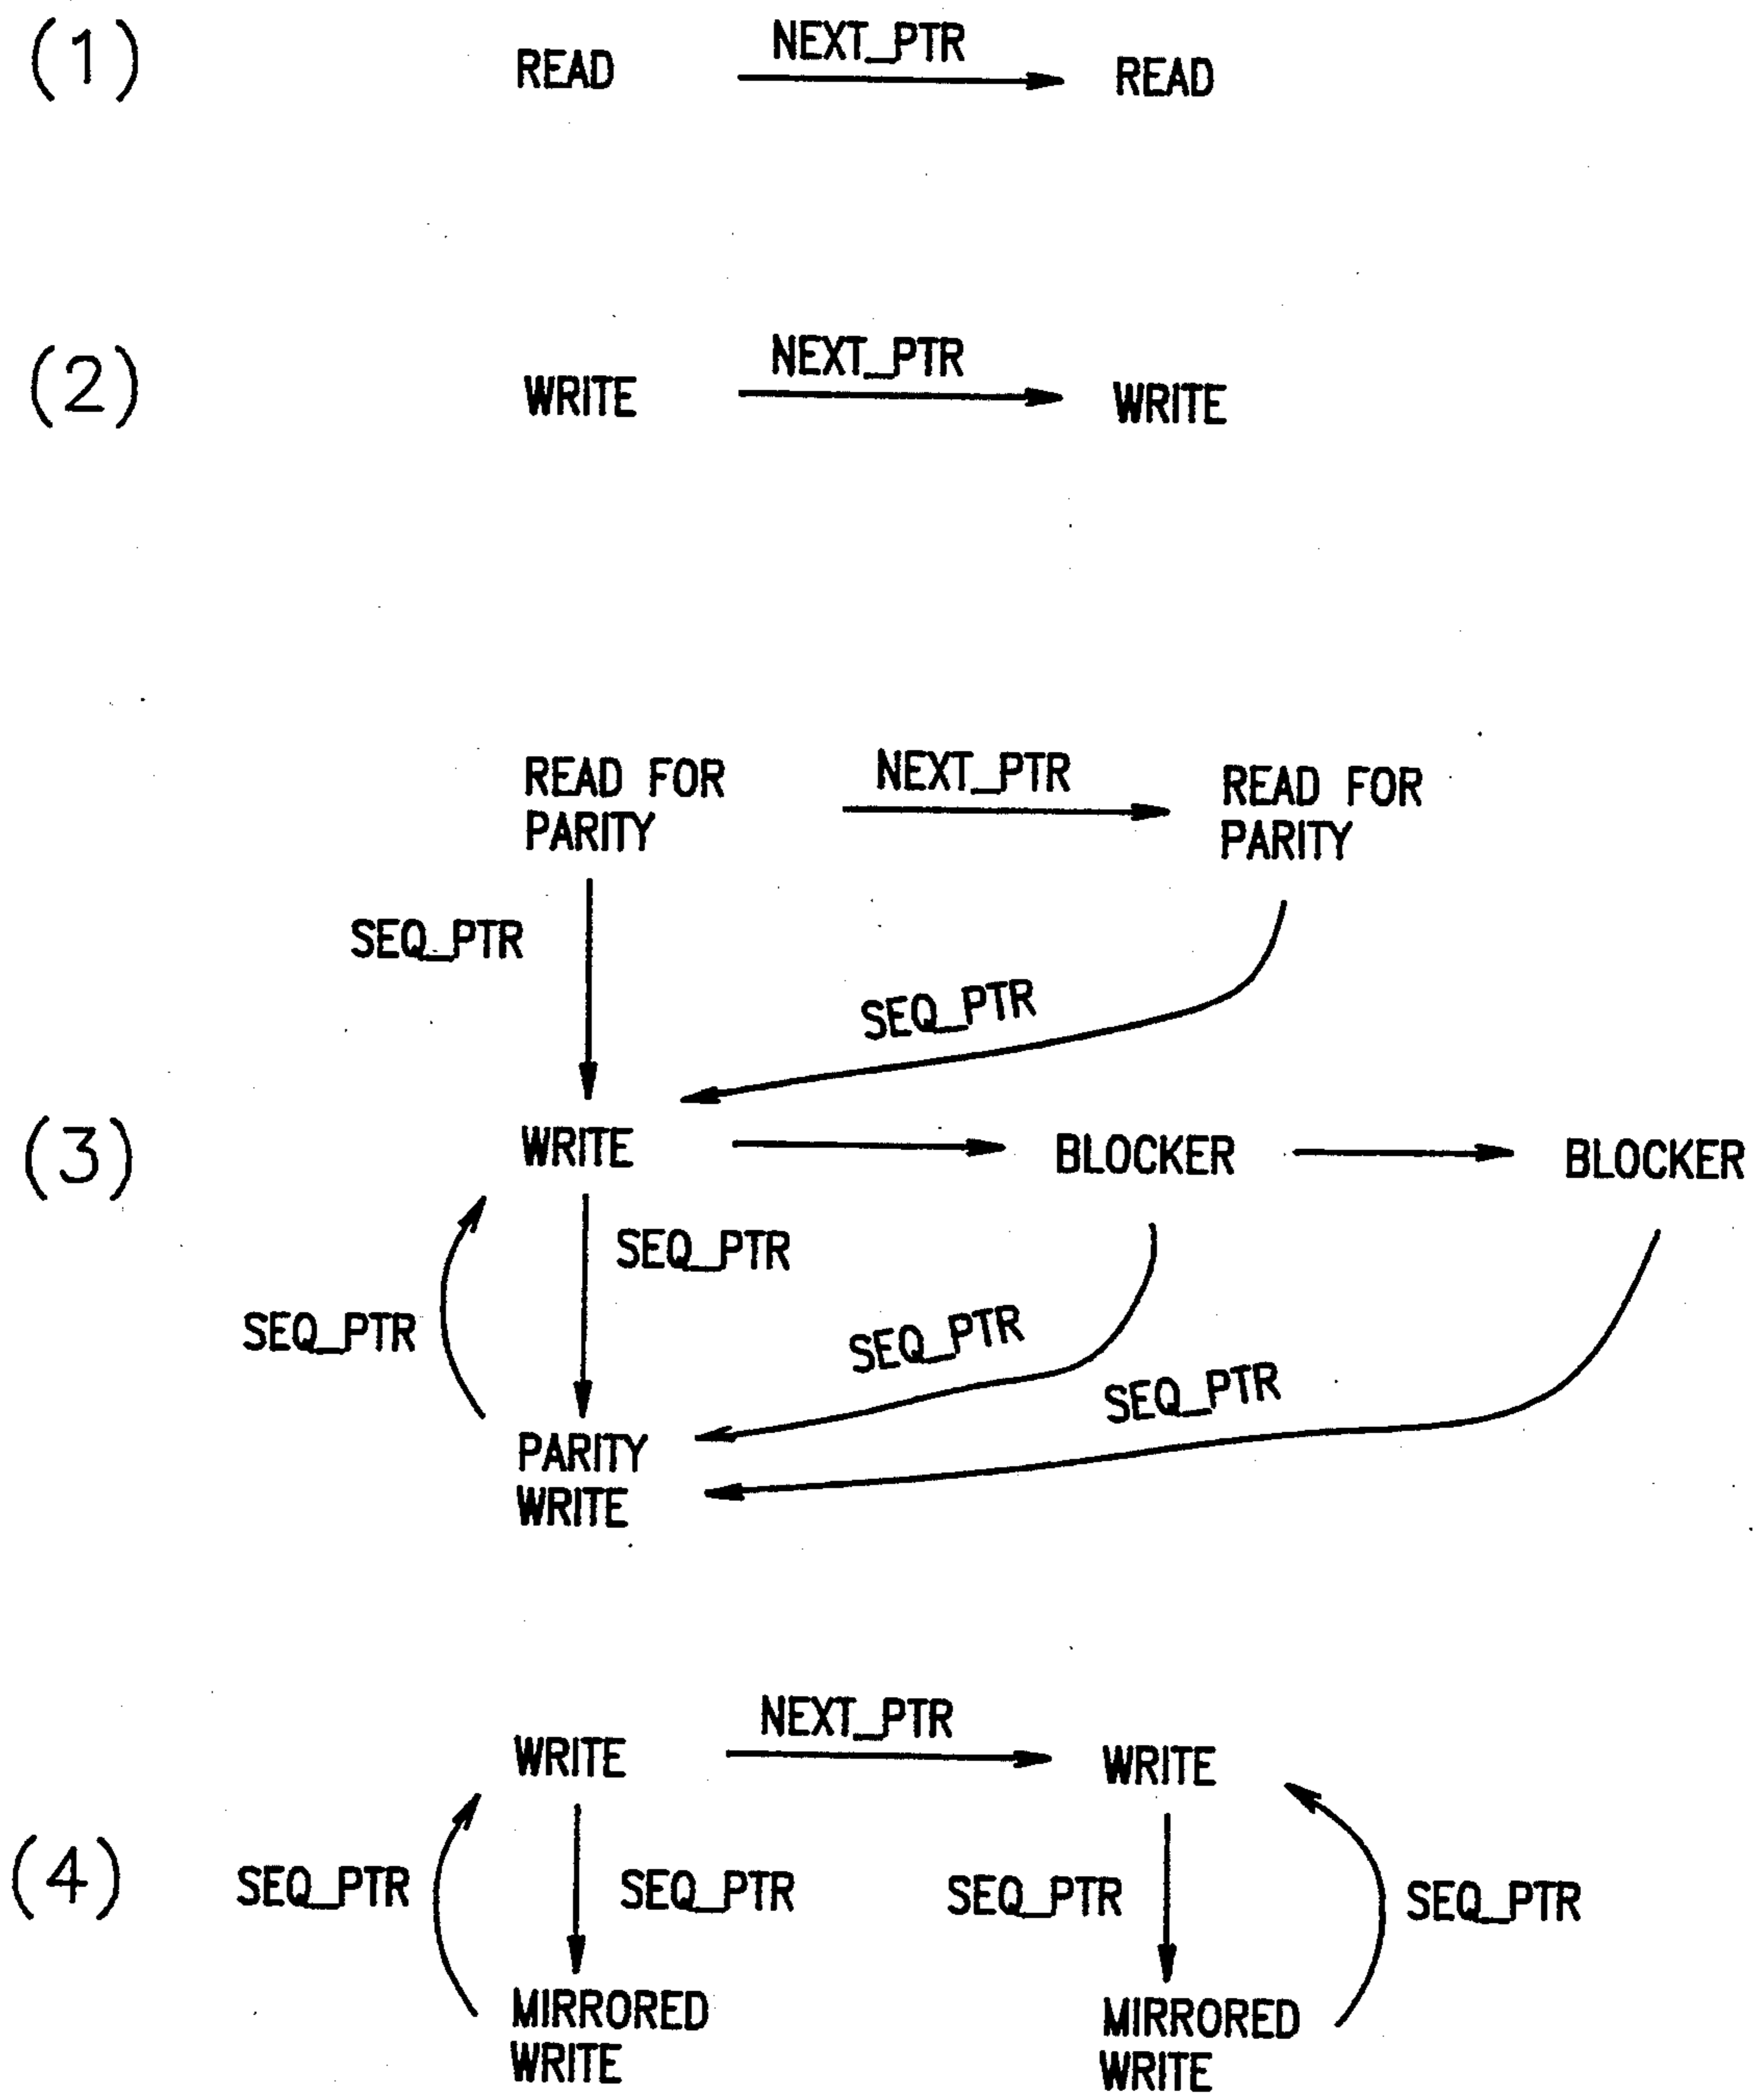 (1)
READ NEXT_PTR READ
(2)
WRITE NEXT_PTR WRITE
READ FOR NEXT_PTR READ FOR
PARITY PARITY
SEQ_PTR
SEQ_PTR
(3)
WRITE BLOCKER BLOCKER
SEQ_PTR
SEQ_PTR SEQ_PTR
SEQ_PTR
PARITY
WRITE
NEXT_PTR
WRITE WRITE
(4)
SEQ_PTR SEQ_PTR SEQ_PTR SEQ_PTR
MIRRORED MIRRORED
WRITE WRITE